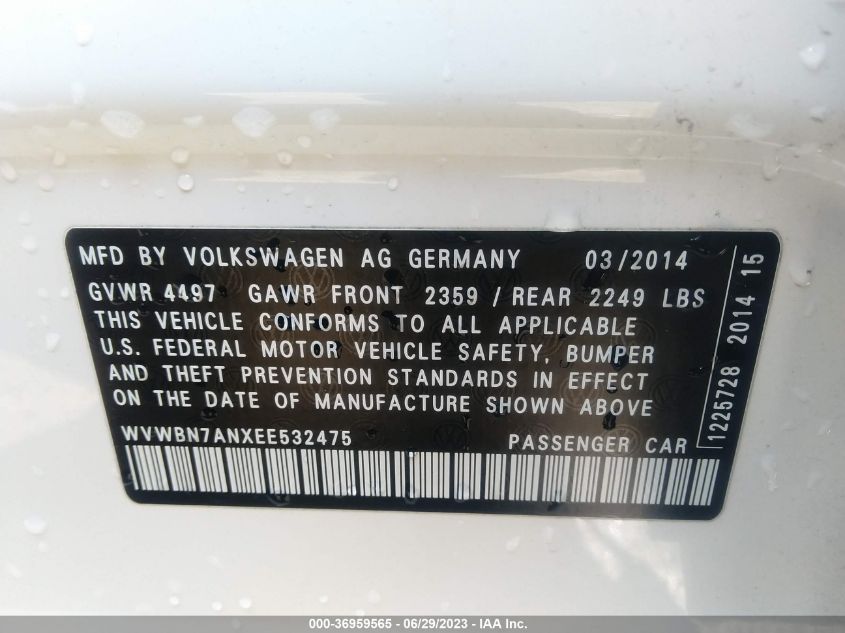 MFD BY VOLKSWAGEN AG GERMANY 03/2014
GVWR 4497 GAWR FRONT 2359 / REAR 2249 LBS
THIS VEHICLE CONFORMS TO ALL APPLICABLE
U.S. FEDERAL MOTOR VEHICLE SAFETY, BUMPER
AND THEFT PREVENTION STANDARDS IN EFFECT
ON THE DATE OF MANUFACTURE SHOWN ABOVE
WVWBN7ANXEE532475 PASSENGER CAR
1225728 2014 15
000-36959565 - 06/29/2023 - IAA Inc.